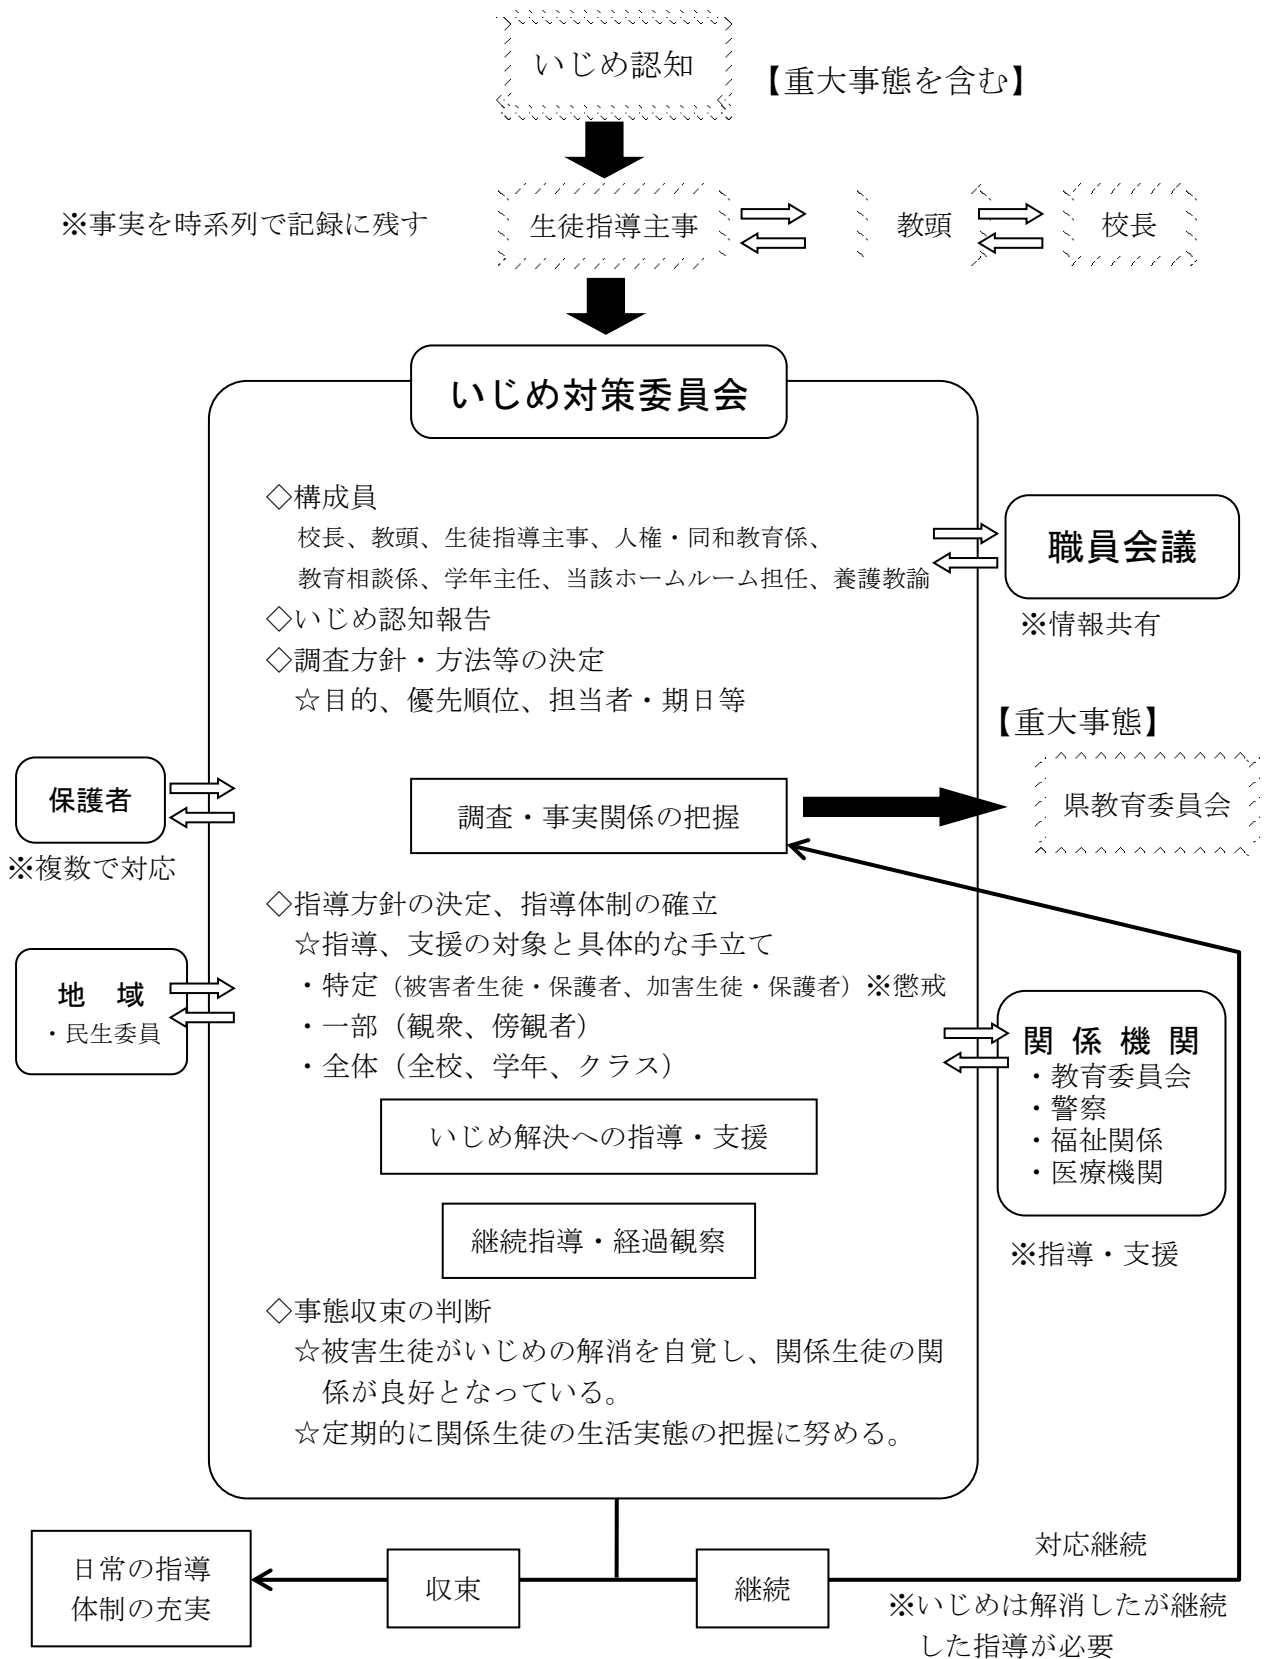 いじめ認知
【重大事態を含む】
※事実を時系列で記録に残す
生徒指導主事
教頭
校長
いじめ対策委員会
◇構成員
校長、教頭、生徒指導主事、人権・同和教育係、
教育相談係、学年主任、当該ホームルーム担任、養護教諭
職員会議
※情報共有
◇いじめ認知報告
◇調査方針・方法等の決定
☆目的、優先順位、担当者・期日等
【重大事態】
保護者
※複数で対応
調査・事実関係の把握
県教育委員会
◇指導方針の決定、指導体制の確立
☆指導、支援の対象と具体的な手立て
・特定（被害者生徒・保護者、加害生徒・保護者）※懲戒
・一部（観衆、傍観者）
・全体（全校、学年、クラス）
地　域
・民生委員
関係機関
・教育委員会
・警察
・福祉関係
・医療機関
※指導・支援
いじめ解決への指導・支援
継続指導・経過観察
◇事態収束の判断
☆被害生徒がいじめの解消を自覚し、関係生徒の関
係が良好となっている。
☆定期的に関係生徒の生活実態の把握に努める。
日常の指導
体制の充実
収束
継続
対応継続
※いじめは解消したが継続
した指導が必要